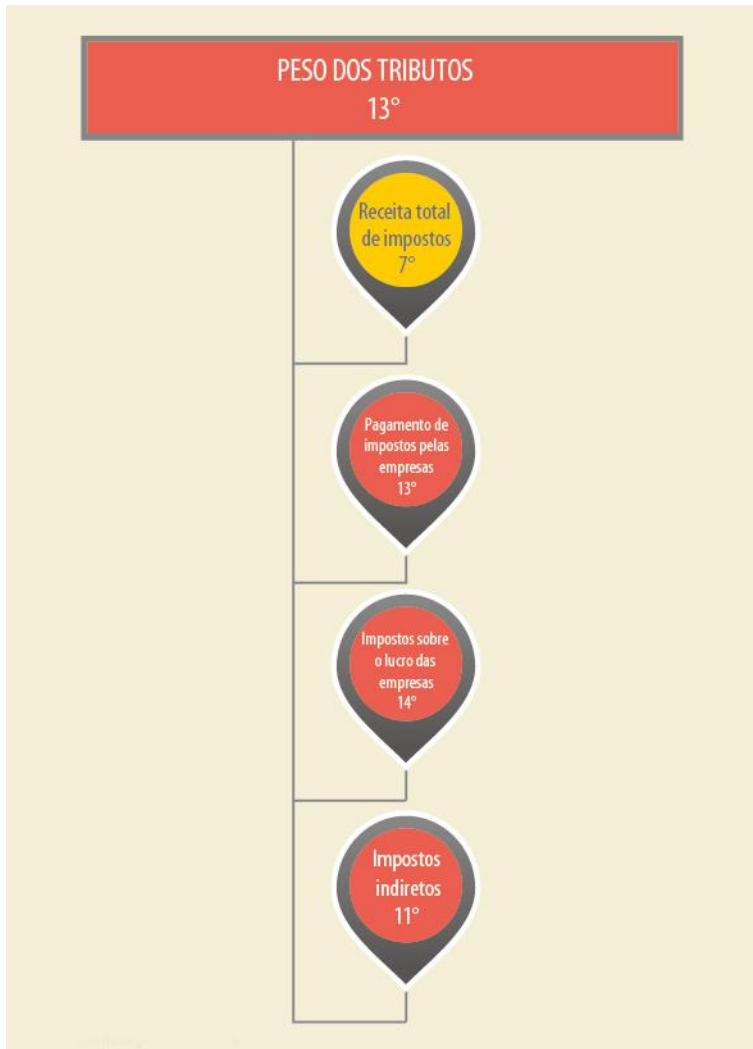 PESO DOS TRIBUTOS
13°
Receita total
de impostos
7°
Pagamento de
impostos pelas
empresas
13°
Impostos sobre
o lucro das
empresas
14°
Impostos
indiretos
11°